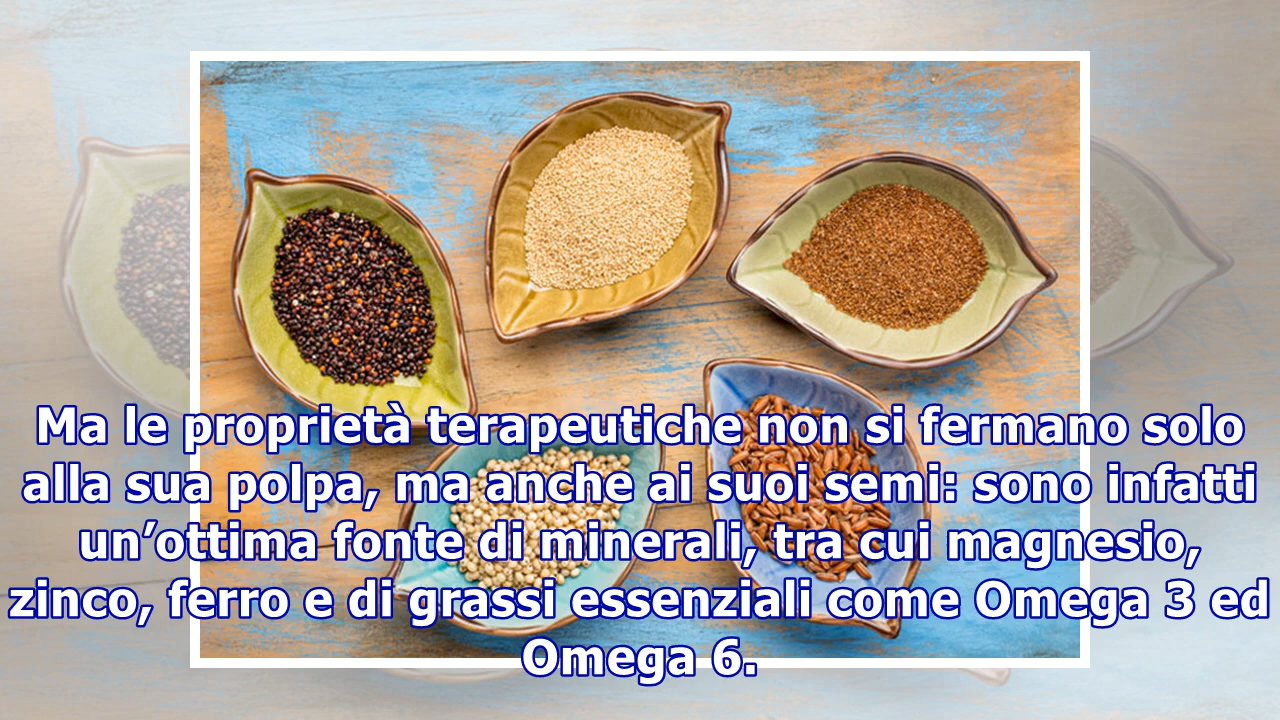 Ma le proprietà terapeutiche non si fermano solo
alla sua polpa, ma anche ai suoi semi: sono infatti
un’ottima fonte di minerali, tra cui magnesio,
zinco, ferro e di grassi essenziali come Omega 3 ed
Omega 6.